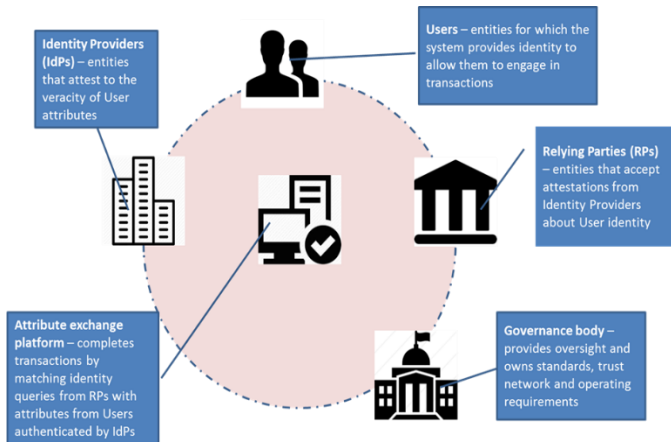 Identity Providers
(IdPs) – entities
that attest to the
veracity of User
attributes
Users – entities for which the
system provides identity to
allow them to engage in
transactions
Relying Parties (RPs)
– entities that accept
attestations from
Identity Providers
about User identity
Attribute exchange
platform – completes
transactions by
matching identity
queries from RPs with
attributes from Users
authenticated by IdPs
Governance body –
provides oversight and
owns standards, trust
network and operating
requirements